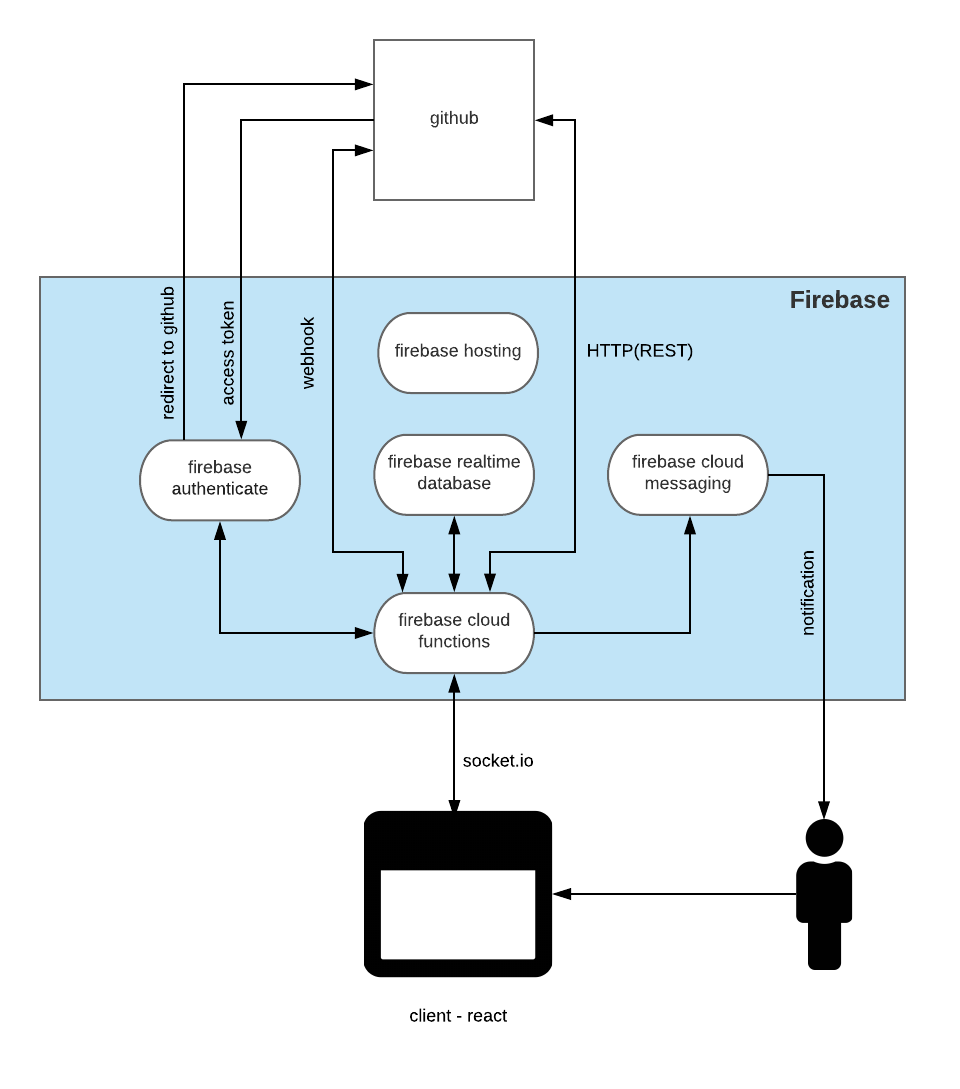 github
Firebase
redirect to github
access token
webhook
firebase hosting
HTTP(REST)
firebase
authenticate
firebase realtime
database
firebase cloud
messaging
notification
firebase cloud
functions
socket.io
client - react